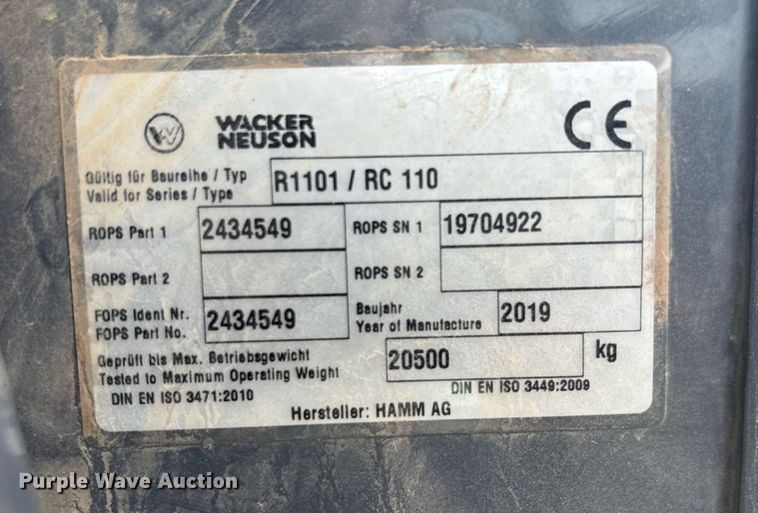 WACKER
NEUSON
CE
Gültig für Baureihe / Typ
Valid for Series / Type
R1101 / RC 110
ROPS Part 1 2434549 ROPS SN 1 19704922
ROPS Part 2 ROPS SN 2
FOPS Ident Nr.
FOPS Part No.
2434549
Baujahr
Year of Manufacture
2019
Geprüft bis Max. Betriebsgewicht
Tested to Maximum Operating Weight
20500 kg
DIN EN ISO 3471:2010 DIN EN ISO 3449:2009
Hersteller: HAMM AG
Purple Wave Auction